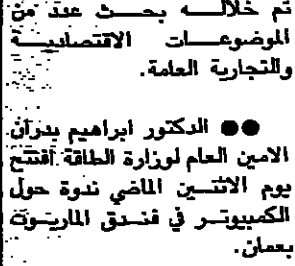 تم خلاله بحث عدد من
الموضوعات الاقتصادية
والتجارية العامة.
●● الدكتور ابراهيم بدران
الامين العام لوزارة الطاقة افتتح
يوم الاثنين الماضي ندوة حول
الكمبيوتر في فندق الماريوت
بعمان.